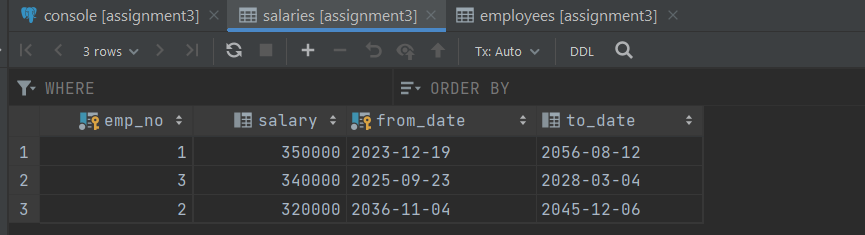 console [assignment3] salaries [assignment3] employees [assignment3]
3 rows Tx: Auto DDL
WHERE ORDER BY
emp_no salary from_date to_date
1 1 350000 2023-12-19 2056-08-12
2 3 340000 2025-09-23 2028-03-04
3 2 320000 2036-11-04 2045-12-06